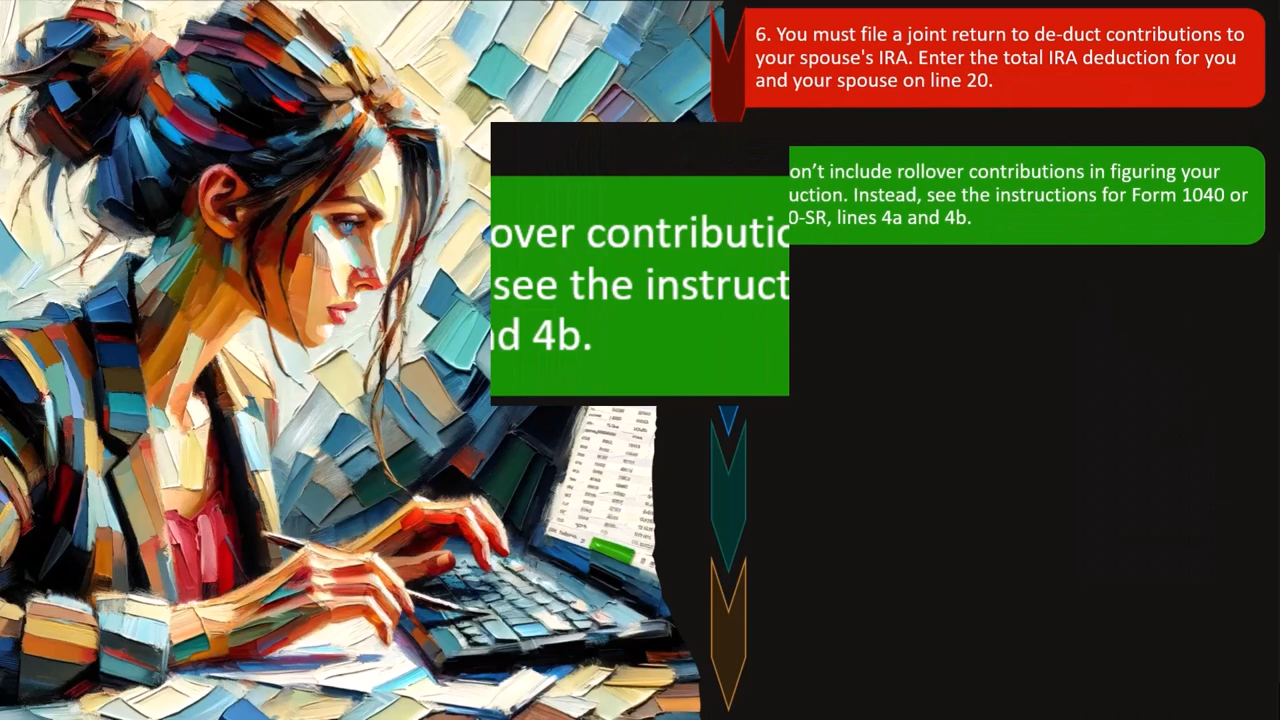 6. You must file a joint return to de-duct contributions to
your spouse's IRA. Enter the total IRA deduction for you
and your spouse on line 20.
on’t include rollover contributions in figuring your
uction. Instead, see the instructions for Form 1040 or
0-SR, lines 4a and 4b.
over contributio
see the instruct
nd 4b.